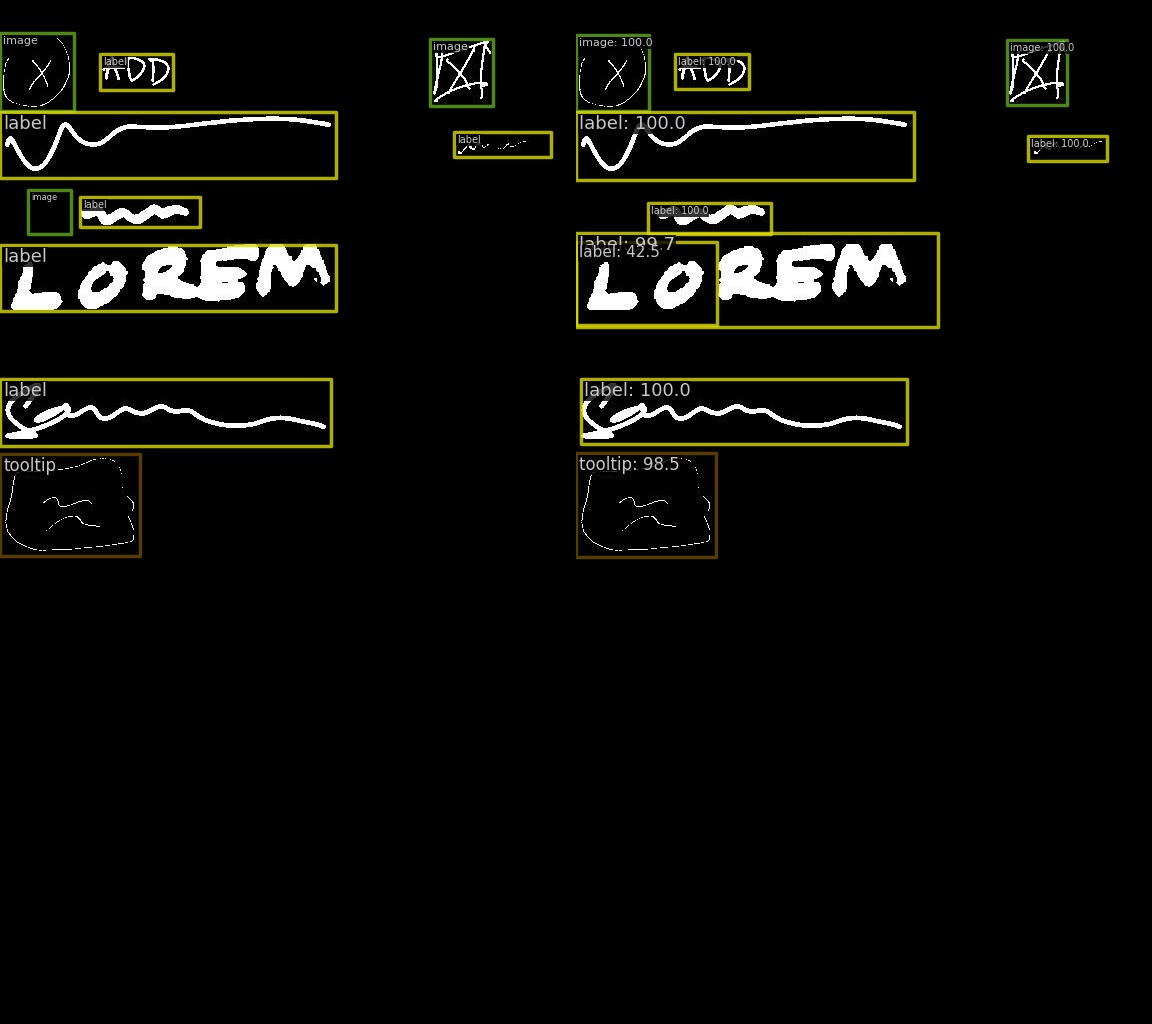 image label image image: 100.0 label: 100.0 image: 100.0
ADD ADD
label label label: 100.0 label: 100.0
image label label: 100.0
label label: 99.7
label: 42.5
LOREM LOREM
label label: 100.0
tooltip tooltip: 98.5